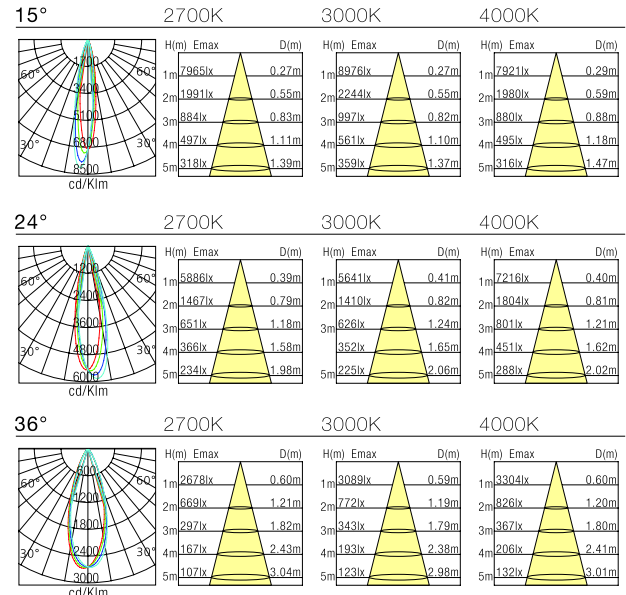 15° 2700K 3000K 4000K
H(m) Emax D(m) H(m) Emax D(m) H(m) Emax D(m)
60° 1700 60° 1m 7965lx 0.27m 1m 8976lx 0.27m 1m 7921lx 0.29m
3400 2m 1991lx 0.55m 2m 2244lx 0.55m 2m 1980lx 0.59m
5100 3m 884lx 0.83m 3m 997lx 0.82m 3m 880lx 0.88m
30° 6800 30° 4m 497lx 1.11m 4m 561lx 1.10m 4m 495lx 1.18m
8500 5m 318lx 1.39m 5m 359lx 1.37m 5m 316lx 1.47m
cd/Klm
24° 2700K 3000K 4000K
H(m) Emax D(m) H(m) Emax D(m) H(m) Emax D(m)
60° 1200 60° 1m 5886lx 0.39m 1m 5641lx 0.41m 1m 7216lx 0.40m
2400 2m 1467lx 0.79m 2m 1410lx 0.82m 2m 1804lx 0.81m
3600 3m 651lx 1.18m 3m 626lx 1.24m 3m 801lx 1.21m
30° 4800 30° 4m 366lx 1.58m 4m 352lx 1.65m 4m 451lx 1.62m
6000 5m 234lx 1.98m 5m 225lx 2.06m 5m 288lx 2.02m
cd/Klm
36° 2700K 3000K 4000K
H(m) Emax D(m) H(m) Emax D(m) H(m) Emax D(m)
60° 600 60° 1m 2678lx 0.60m 1m 3089lx 0.59m 1m 3304lx 0.60m
1200 2m 669lx 1.21m 2m 772lx 1.19m 2m 826lx 1.20m
1800 3m 297lx 1.82m 3m 343lx 1.79m 3m 367lx 1.80m
30° 2400 30° 4m 167lx 2.43m 4m 193lx 2.38m 4m 206lx 2.41m
3000 5m 107lx 3.04m 5m 123lx 2.98m 5m 132lx 3.01m
cd/Klm